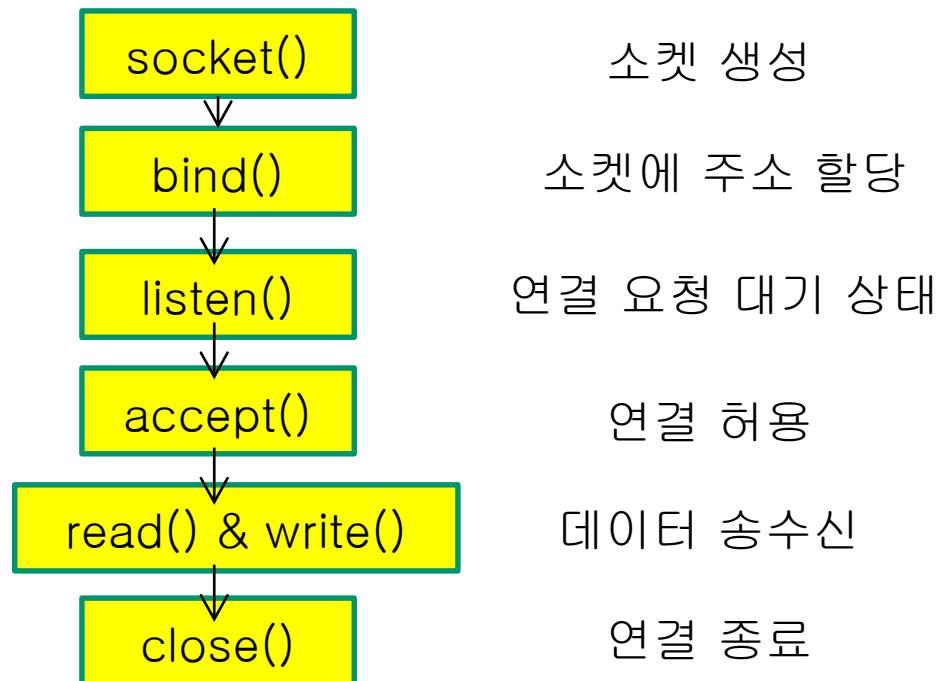 socket() 소켓 생성
bind() 소켓에 주소 할당
listen() 연결 요청 대기 상태
accept() 연결 허용
read() & write() 데이터 송수신
close() 연결 종료